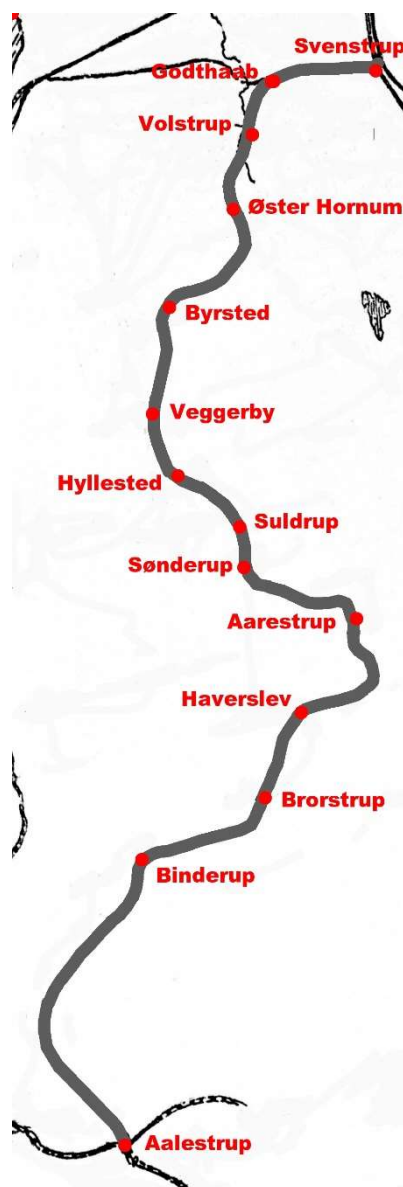 Svenstrup
Godthaab
Volstrup
Øster Hornum
Byrsted
Veggerby
Hyllested
Suldrup
Sønderup
Aarestrup
Haverslev
Brorstrup
Binderup
Aalestrup